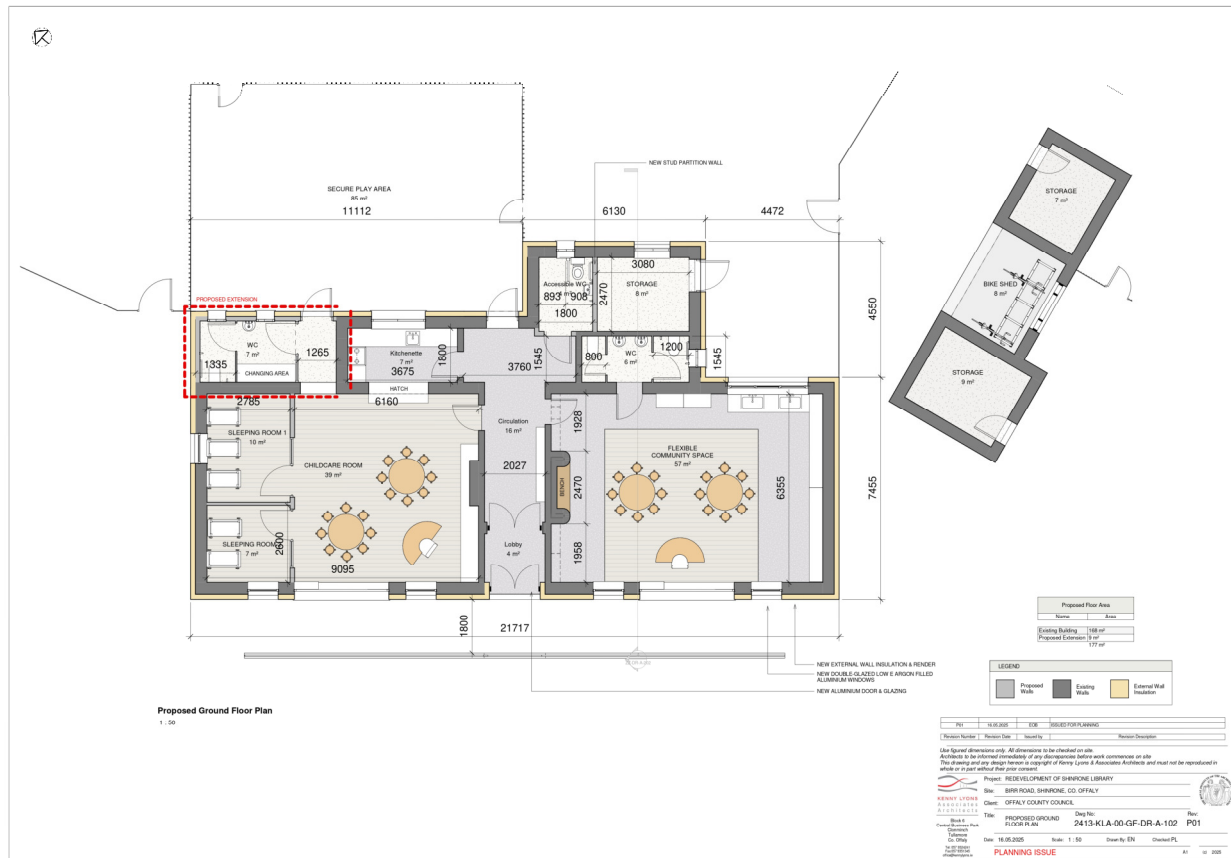 SECURE PLAY AREA
85 m²
11112
6130
4472
NEW STUD PARTITION WALL
STORAGE
7 m²
BIKE SHED
8 m²
STORAGE
9 m²
PROPOSED EXTENSION
WC
7 m²
CHANGING AREA
1335
1265
Kitchenette
7 m²
3675
1800
HATCH
Accessible WC
893
908
1800
2470
3080
STORAGE
8 m²
4550
1545
3760
800
WC
6 m²
1200
1545
2785
6160
SLEEPING ROOM 1
10 m²
CHILDCARE ROOM
39 m²
Circulation
16 m²
2027
1928
BENCH
2470
1958
FLEXIBLE
COMMUNITY SPACE
57 m²
6355
7455
SLEEPING ROOM
7 m²
2600
9095
Lobby
4 m²
1800
21717
NEW EXTERNAL WALL INSULATION & RENDER
NEW DOUBLE-GLAZED LOW E ARGON FILLED
ALUMINIUM WINDOWS
NEW ALUMINIUM DOOR & GLAZING
Proposed Ground Floor Plan
1 : 50
Proposed Floor Area
Name Area
Existing Building 168 m²
Proposed Extension 9 m²
177 m²
LEGEND
Proposed
Walls
Existing
Walls
External Wall
Insulation
P01 16.05.2025 EOB ISSUED FOR PLANNING
Revision Number Revision Date Issued by Revision Description
Use figured dimensions only. All dimensions to be checked on site.
Architects to be informed immediately of any discrepancies before work commences on site
This drawing and any design hereon is copyright of Kenny Lyons & Associates Architects and must not be reproduced in
whole or in part without their prior consent.
KENNY LYONS
Associates
Architects
Block 6
Central Business Park
Clonminch
Tullamore
Co. Offaly
Project: REDEVELOPMENT OF SHINRONE LIBRARY
Site: BIRR ROAD, SHINRONE, CO. OFFALY
Client: OFFALY COUNTY COUNCIL
Title: PROPOSED GROUND
FLOOR PLAN
Dwg No:
2413-KLA-00-GF-DR-A-102
Rev:
P01
Date: 16.05.2025 Scale: 1 : 50 Drawn By: EN Checked: PL
PLANNING ISSUE
A1 2025